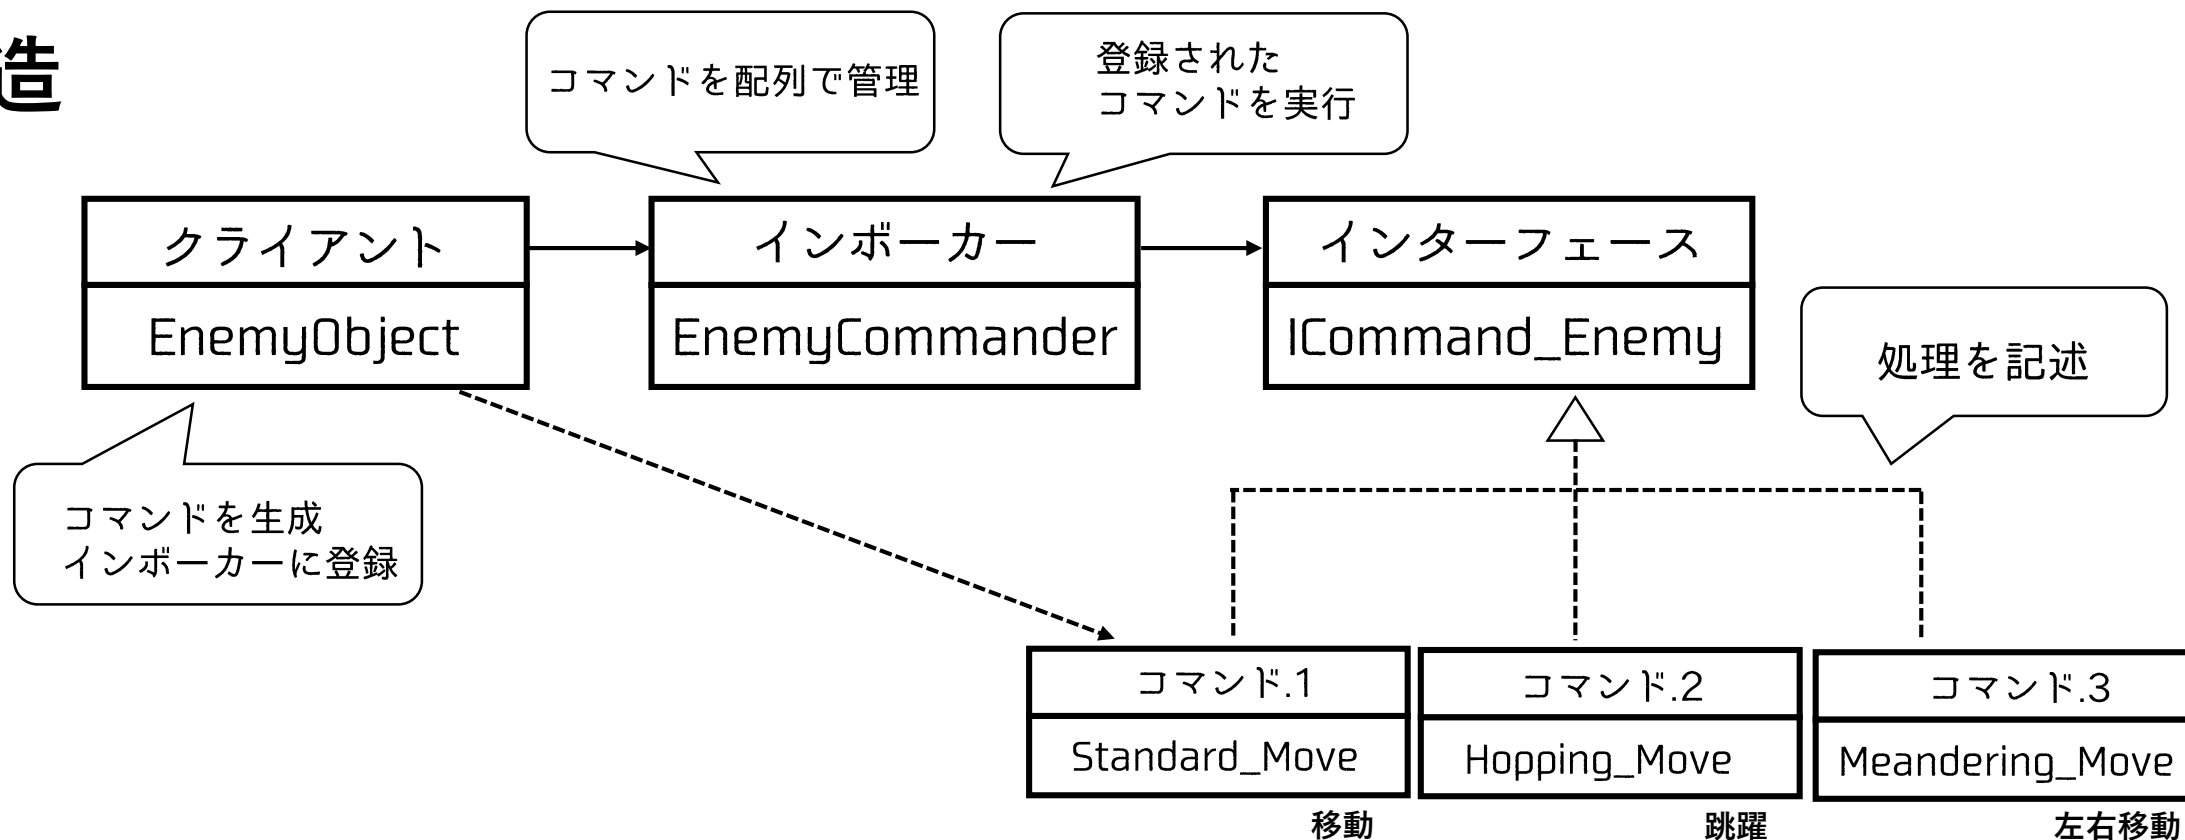 造
コマンドを配列で管理
登録された
コマンドを実行
クライアント
EnemyObject
インボーカー
EnemyCommander
インターフェース
ICommand_Enemy
処理を記述
コマンドを生成
インボーカーに登録
コマンド.1
Standard_Move
移動
コマンド.2
Hopping_Move
跳躍
コマンド.3
Meandering_Move
左右移動